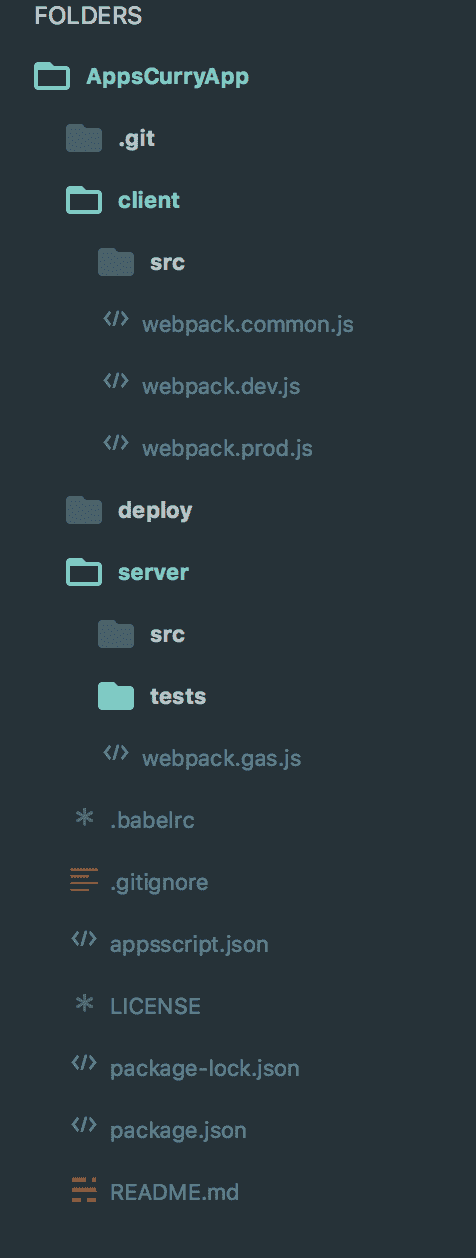 FOLDERS
AppsCurryApp
.git
client
src
webpack.common.js
webpack.dev.js
webpack.prod.js
deploy
server
src
tests
webpack.gas.js
.babelrc
.gitignore
appsscript.json
LICENSE
package-lock.json
package.json
README.md